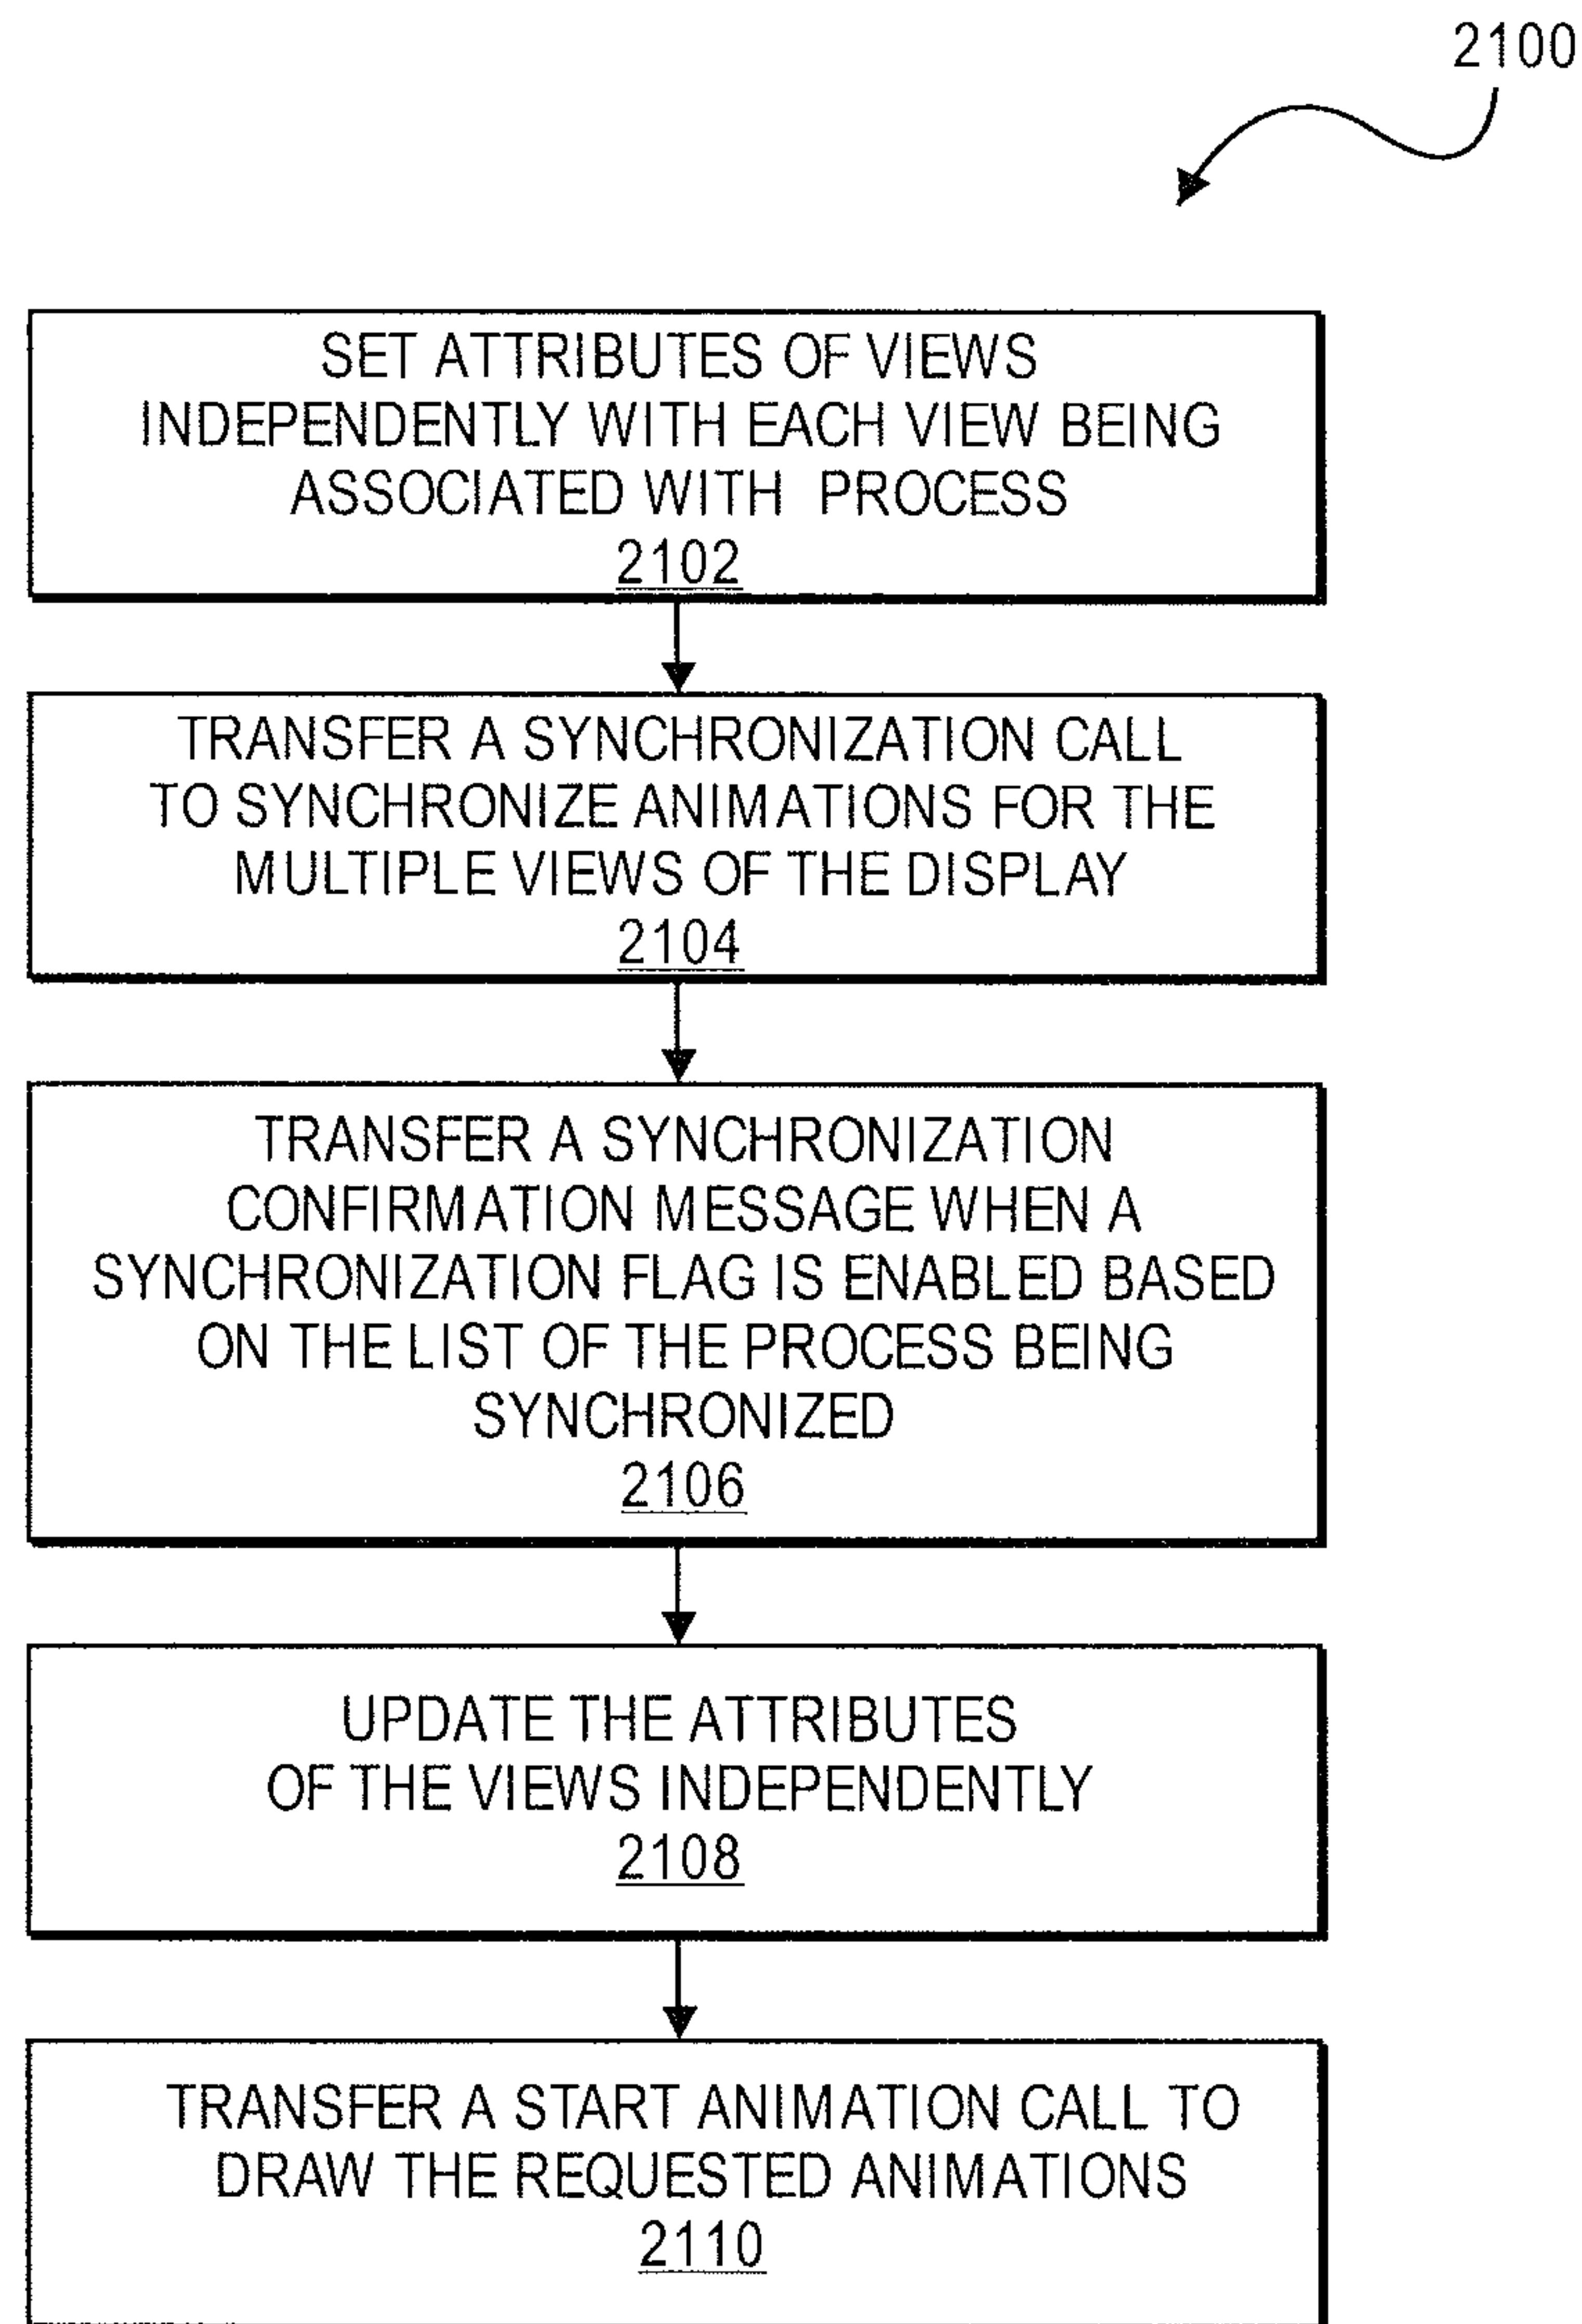 2100
SET ATTRIBUTES OF VIEWS
INDEPENDENTLY WITH EACH VIEW BEING
ASSOCIATED WITH PROCESS
2102
TRANSFER A SYNCHRONIZATION CALL
TO SYNCHRONIZE ANIMATIONS FOR THE
MULTIPLE VIEWS OF THE DISPLAY
2104
TRANSFER A SYNCHRONIZATION
CONFIRMATION MESSAGE WHEN A
SYNCHRONIZATION FLAG IS ENABLED BASED
ON THE LIST OF THE PROCESS BEING
SYNCHRONIZED
2106
UPDATE THE ATTRIBUTES
OF THE VIEWS INDEPENDENTLY
2108
TRANSFER A START ANIMATION CALL TO
DRAW THE REQUESTED ANIMATIONS
2110